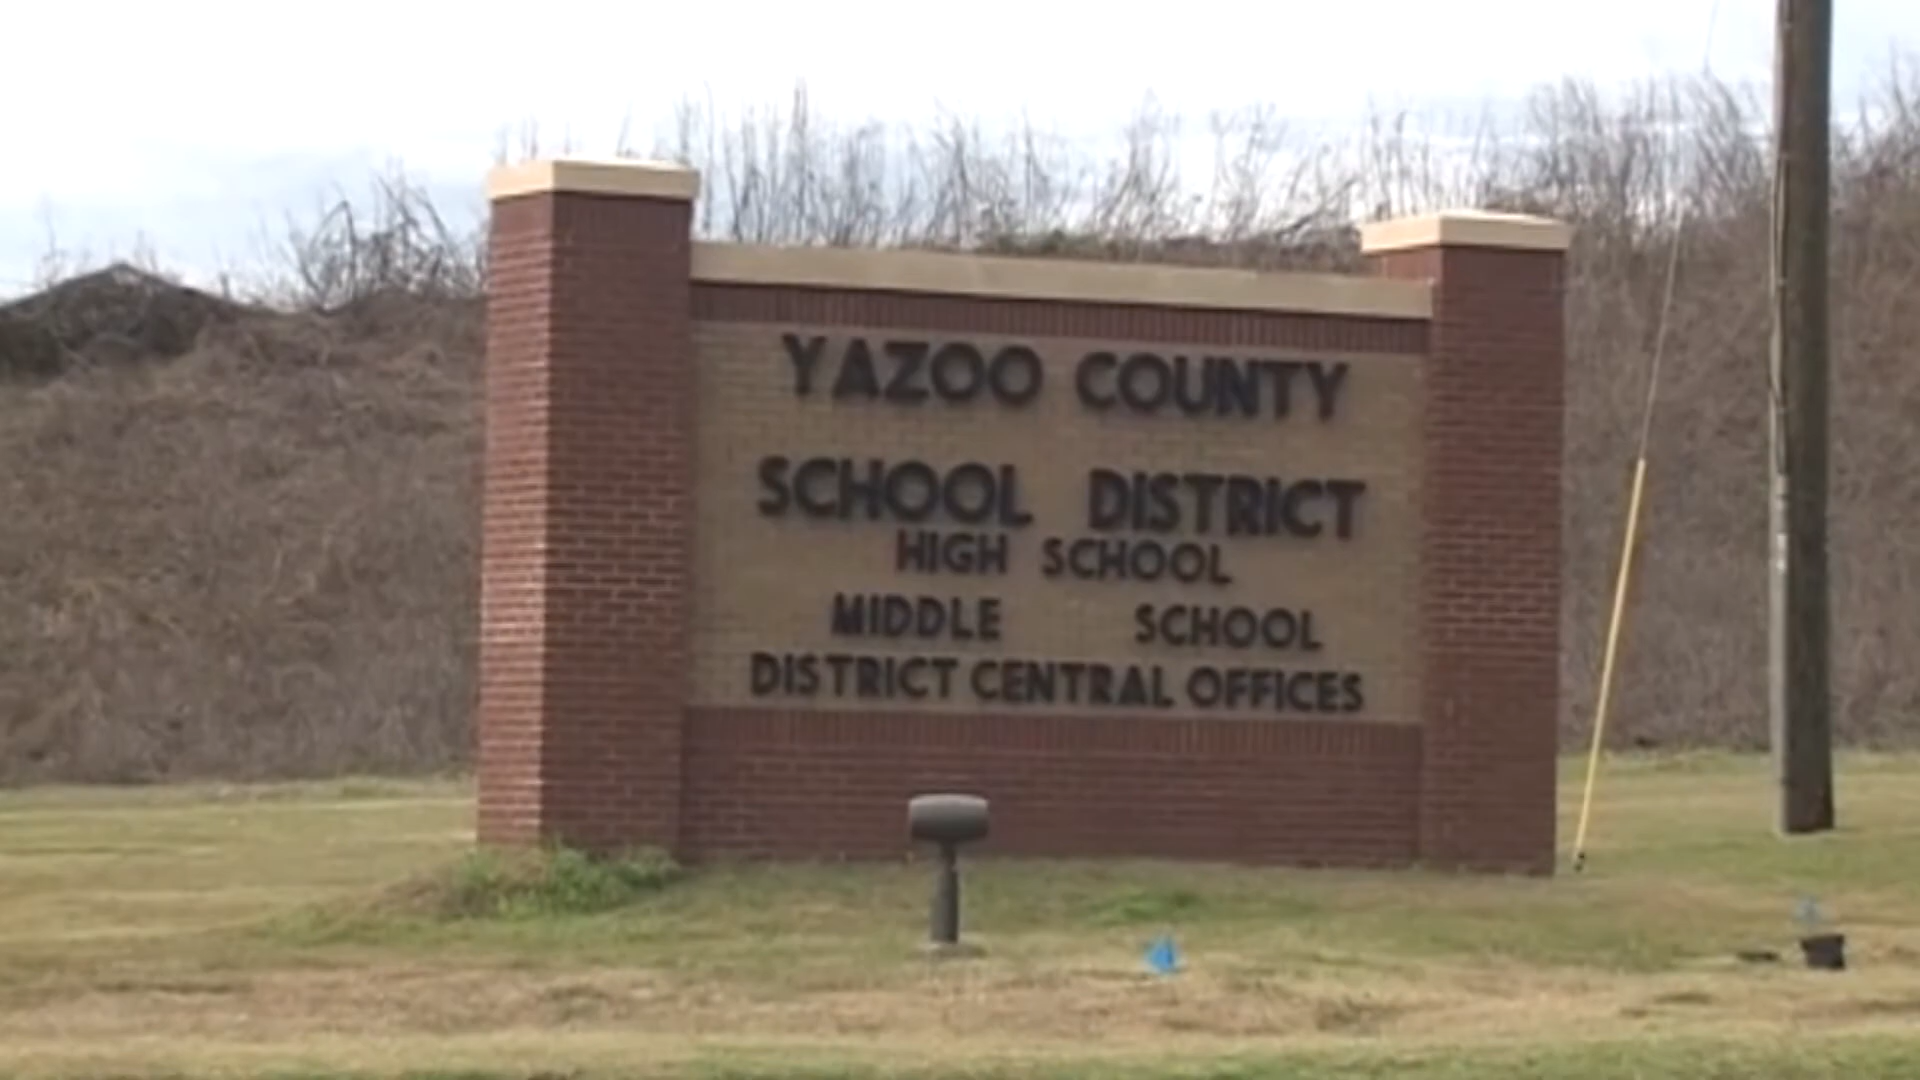 YAZOO COUNTY
SCHOOL DISTRICT
HIGH SCHOOL
MIDDLE SCHOOL
DISTRICT CENTRAL OFFICES